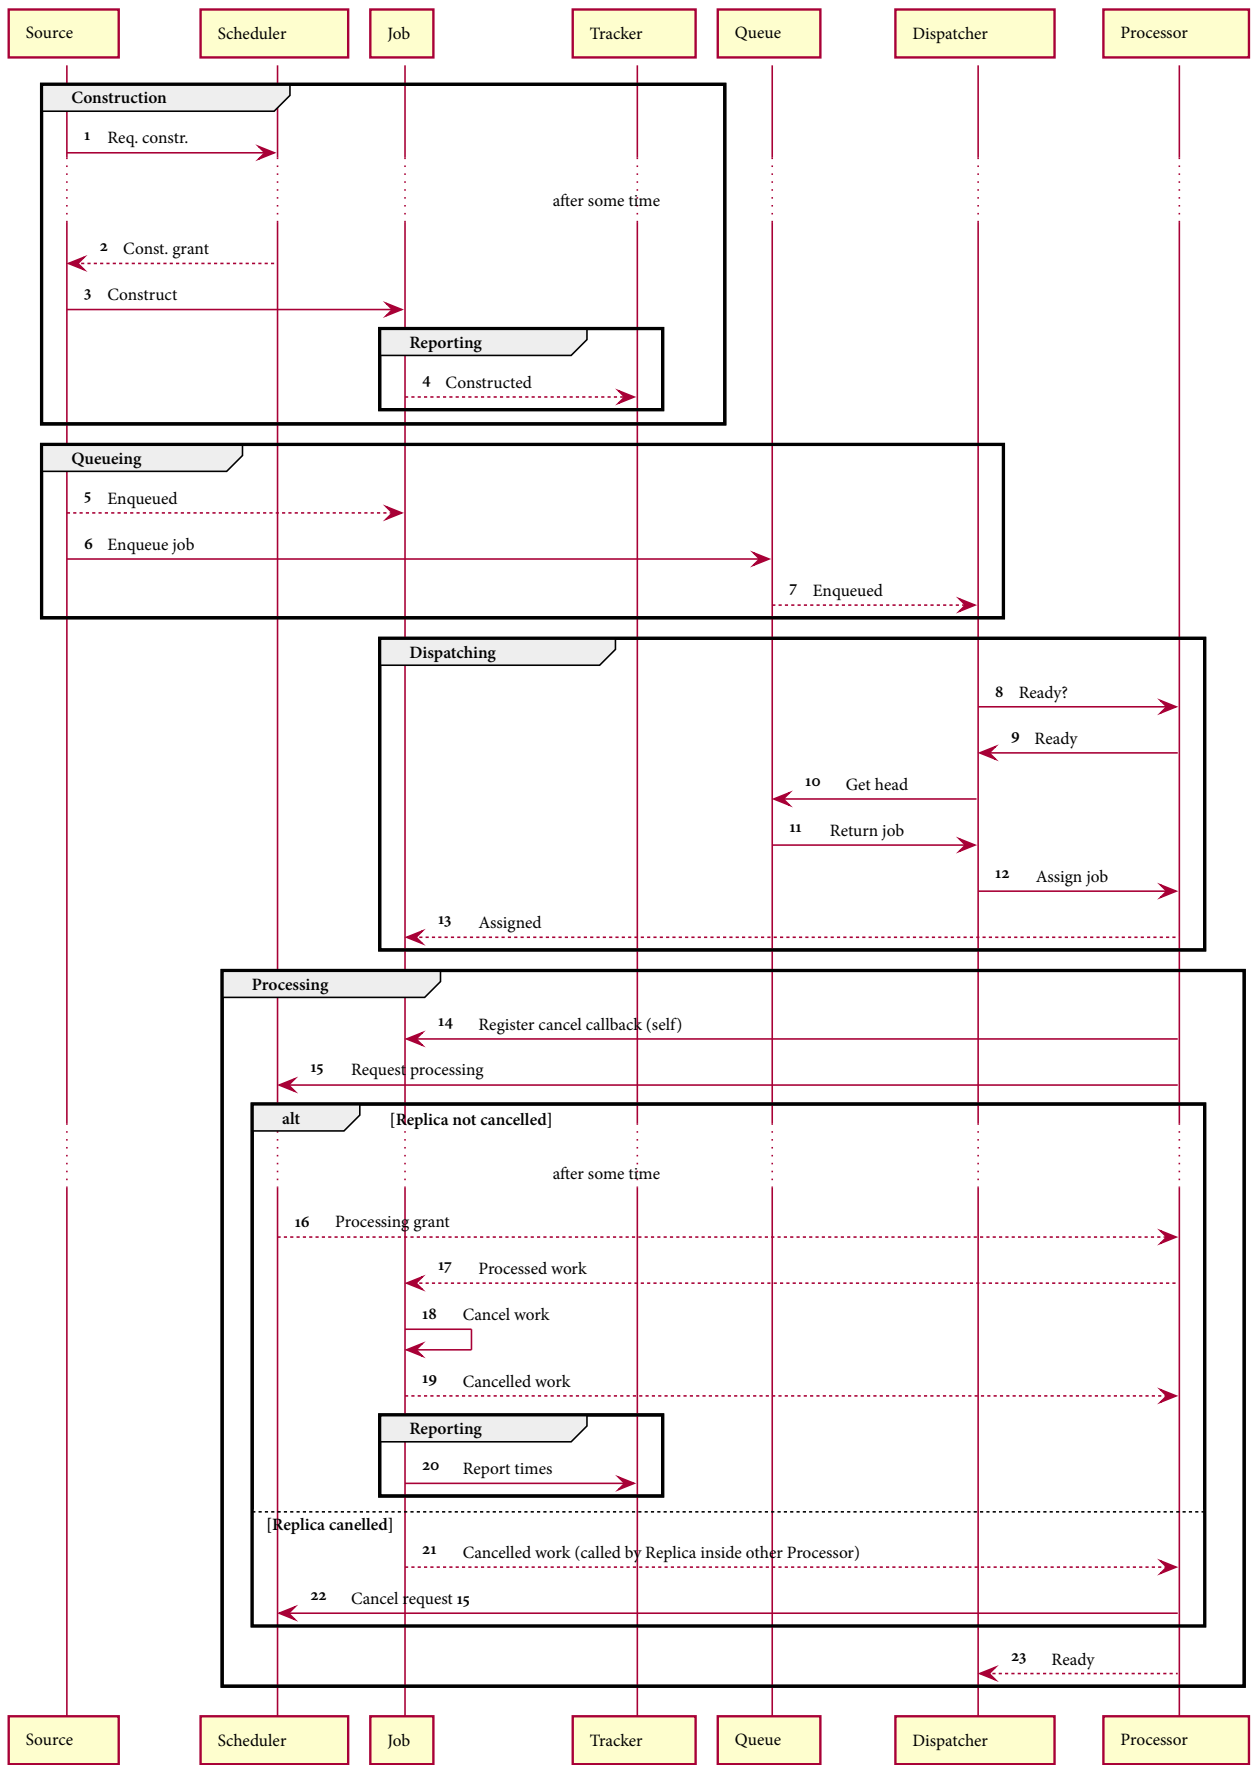 Source Scheduler Job Tracker Queue Dispatcher Processor
Construction
1 Req. constr.
after some time
2 Const. grant
3 Construct
Reporting
4 Constructed
Queueing
5 Enqueued
6 Enqueue job
7 Enqueued
Dispatching
8 Ready?
9 Ready
10 Get head
11 Return job
12 Assign job
13 Assigned
Processing
14 Register cancel callback (self)
15 Request processing
alt [Replica not cancelled]
after some time
16 Processing grant
17 Processed work
18 Cancel work
19 Cancelled work
Reporting
20 Report times
[Replica canelled]
21 Cancelled work (called by Replica inside other Processor)
22 Cancel request 15
23 Ready
Source Scheduler Job Tracker Queue Dispatcher Processor